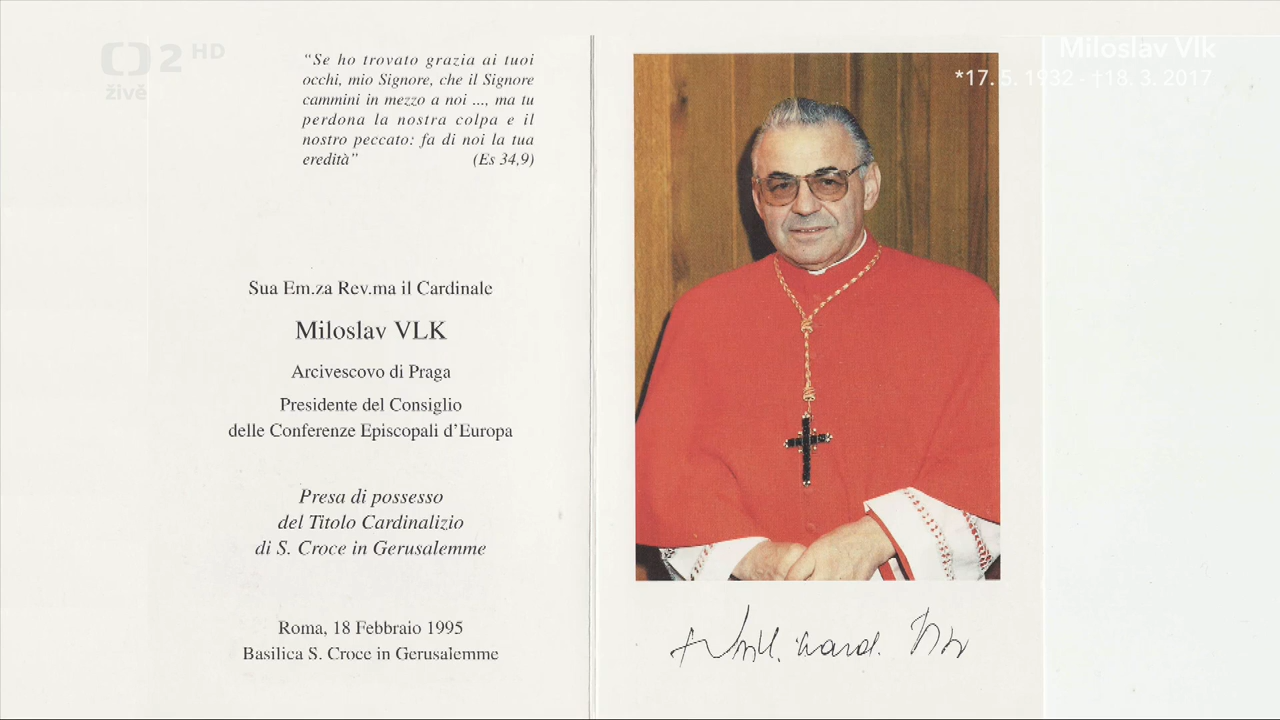 2 HD
živě
Miloslav Vlk
*17. 5. 1932 - †18. 3. 2017
“Se ho trovato grazia ai tuoi
occhi, mio Signore, che il Signore
cammini in mezzo a noi ..., ma tu
perdona la nostra colpa e il
nostro peccato: fa di noi la tua
eredità” (Es 34,9)
Sua Em.za Rev.ma il Cardinale
Miloslav VLK
Arcivescovo di Praga
Presidente del Consiglio
delle Conferenze Episcopali d’Europa
Presa di possesso
del Titolo Cardinalizio
di S. Croce in Gerusalemme
Roma, 18 Febbraio 1995
Basilica S. Croce in Gerusalemme